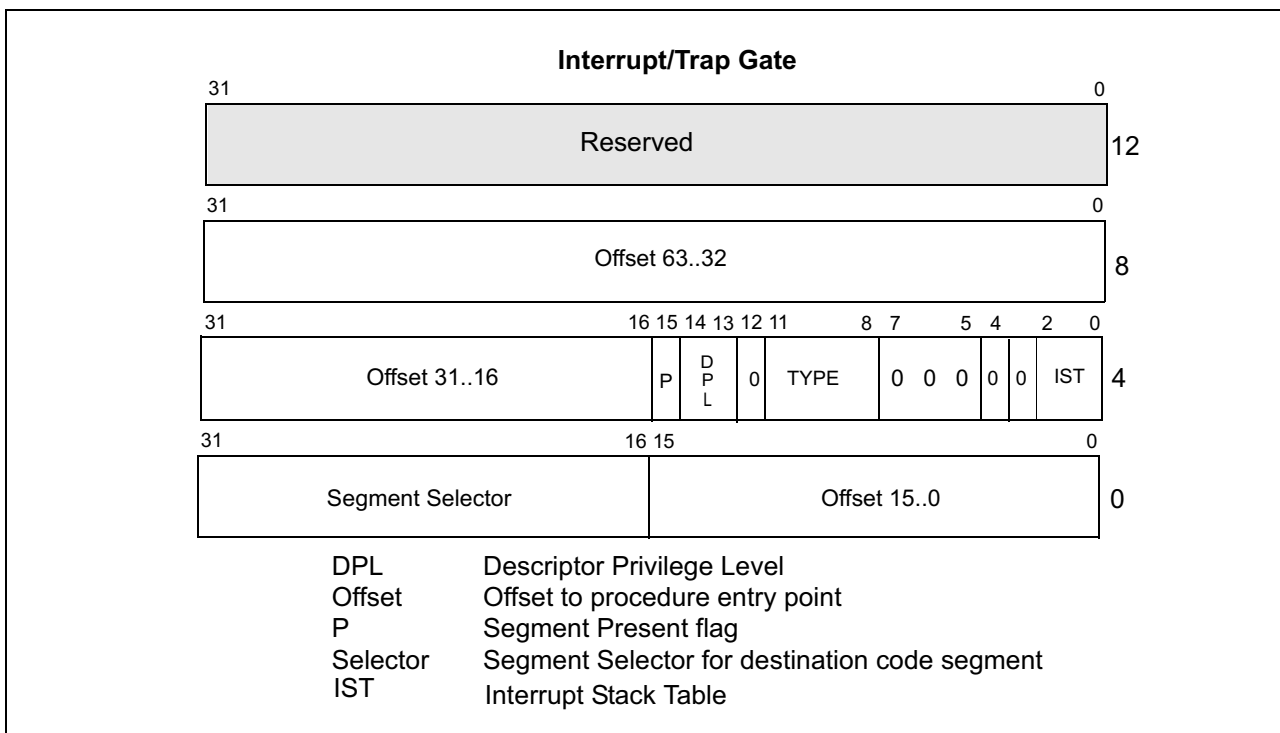 Interrupt/Trap Gate
31 0
Reserved 12
31 0
Offset 63..32 8
31 16 15 14 13 12 11 8 7 5 4 2 0
Offset 31..16 P DPL 0 TYPE 0 0 0 0 0 IST 4
31 16 15 0
Segment Selector Offset 15..0 0
DPL Descriptor Privilege Level
Offset Offset to procedure entry point
P Segment Present flag
Selector Segment Selector for destination code segment
IST Interrupt Stack Table